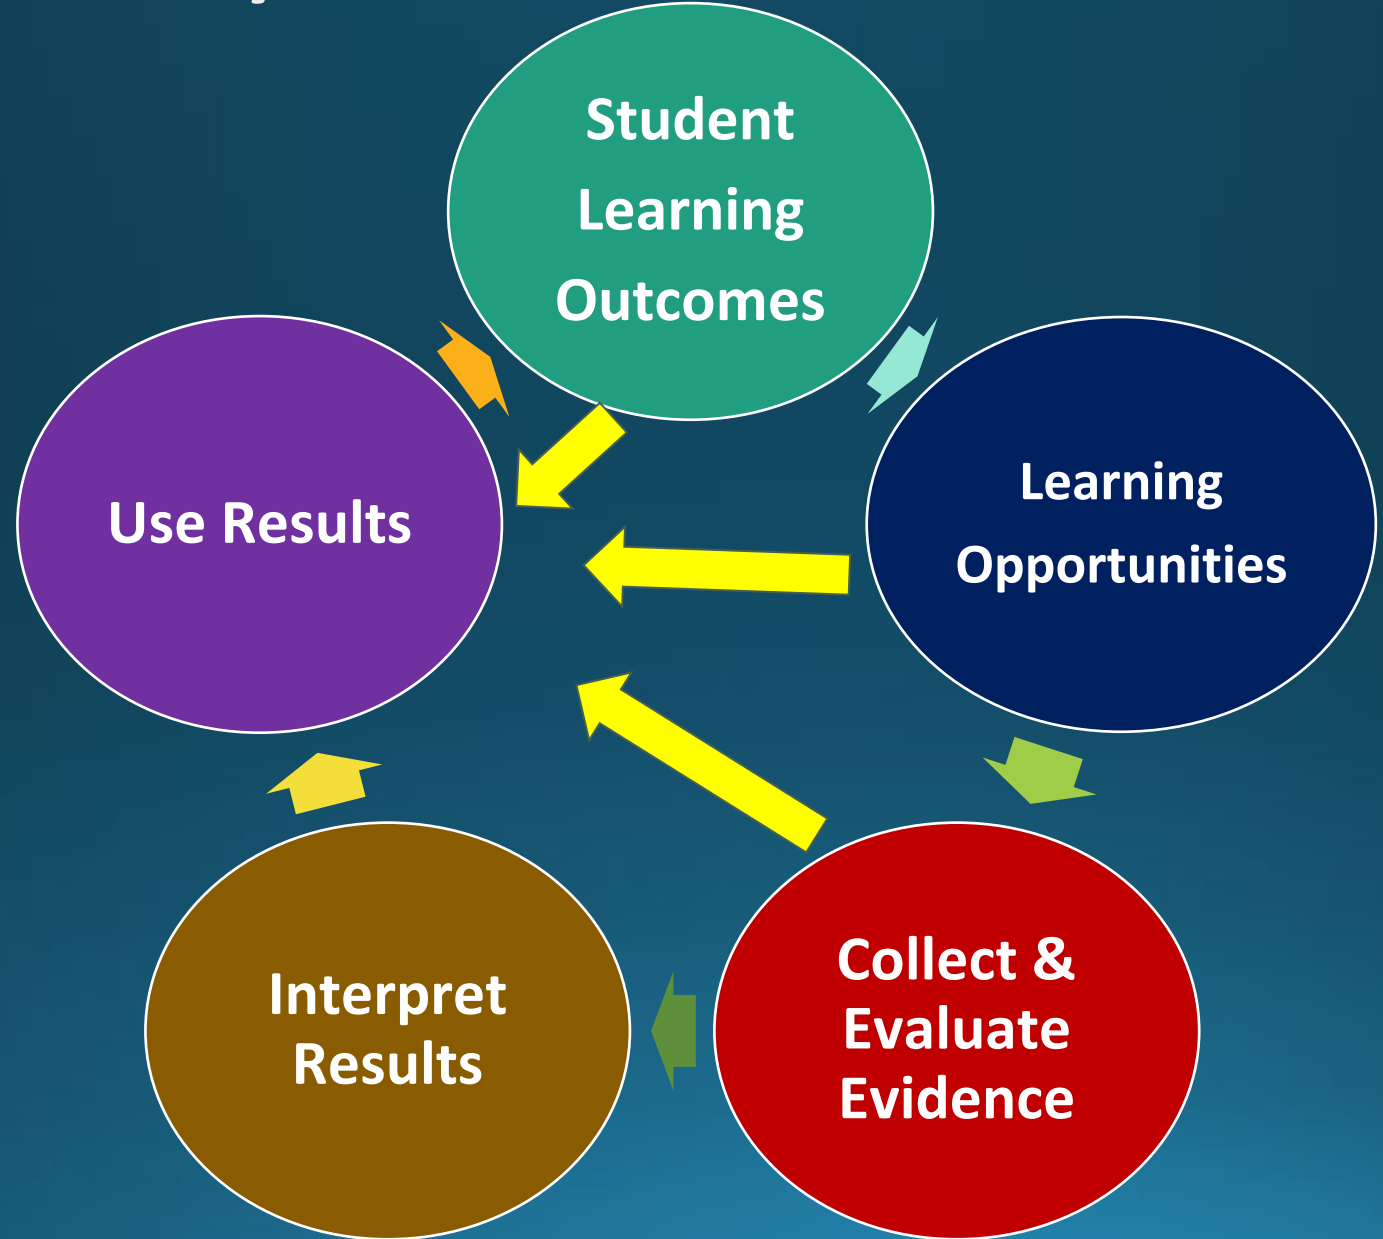 Student
Learning
Outcomes
Learning
Opportunities
Collect &
Evaluate
Evidence
Interpret
Results
Use Results